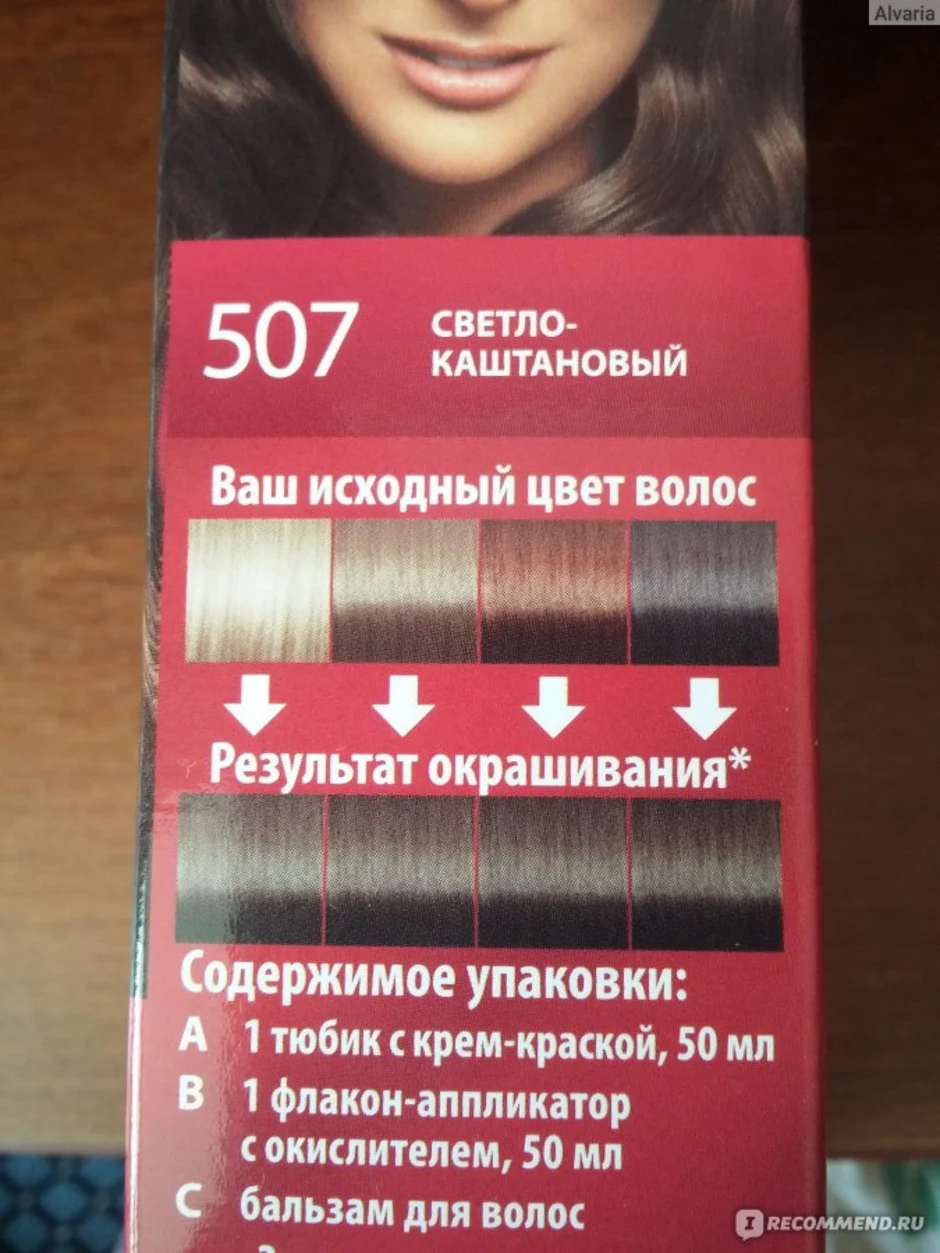 Alvaria
507
СВЕТЛО-
КАШТАНОВЫЙ
Ваш исходный цвет волос
Результат окрашивания*
Содержимое упаковки:
A 1 тюбик с крем-краской, 50 мл
B 1 флакон-аппликатор
с окислителем, 50 мл
C бальзам для волос
IRECOMMEND.RU